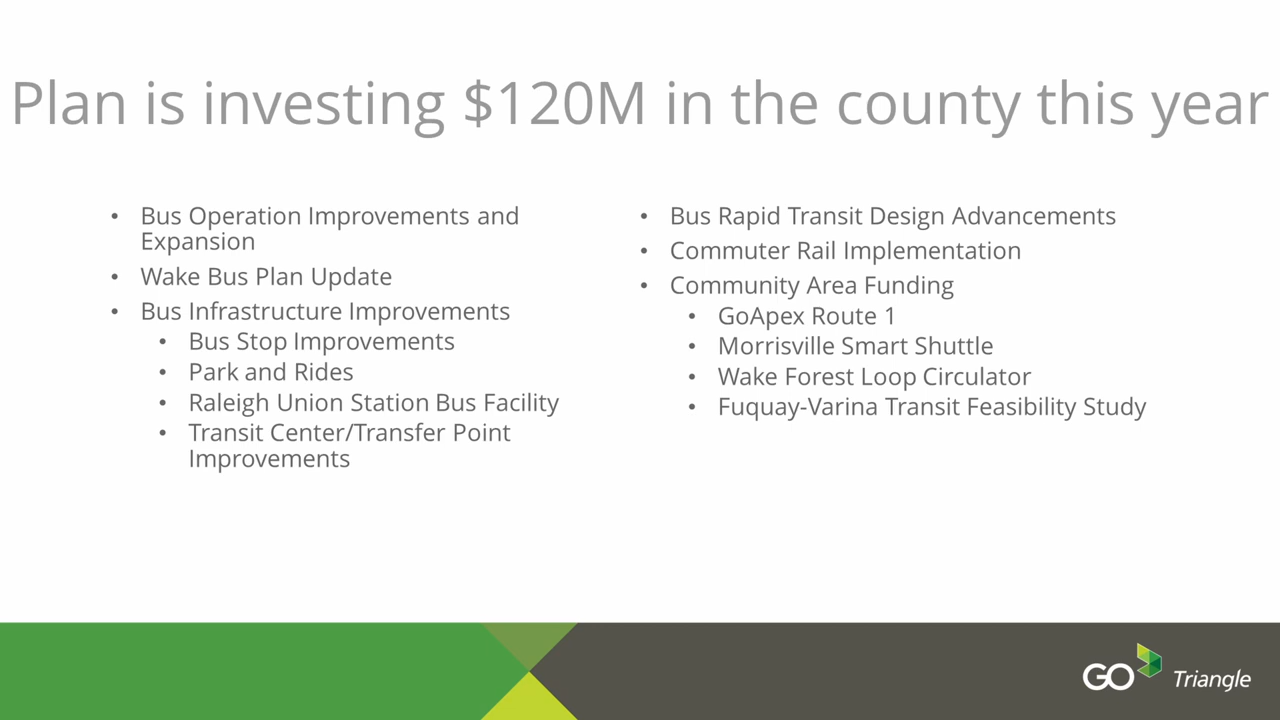 Plan is investing $120M in the county this year
• Bus Operation Improvements and
Expansion
• Wake Bus Plan Update
• Bus Infrastructure Improvements
• Bus Stop Improvements
• Park and Rides
• Raleigh Union Station Bus Facility
• Transit Center/Transfer Point
Improvements
• Bus Rapid Transit Design Advancements
• Commuter Rail Implementation
• Community Area Funding
• GoApex Route 1
• Morrisville Smart Shuttle
• Wake Forest Loop Circulator
• Fuquay-Varina Transit Feasibility Study
GO Triangle